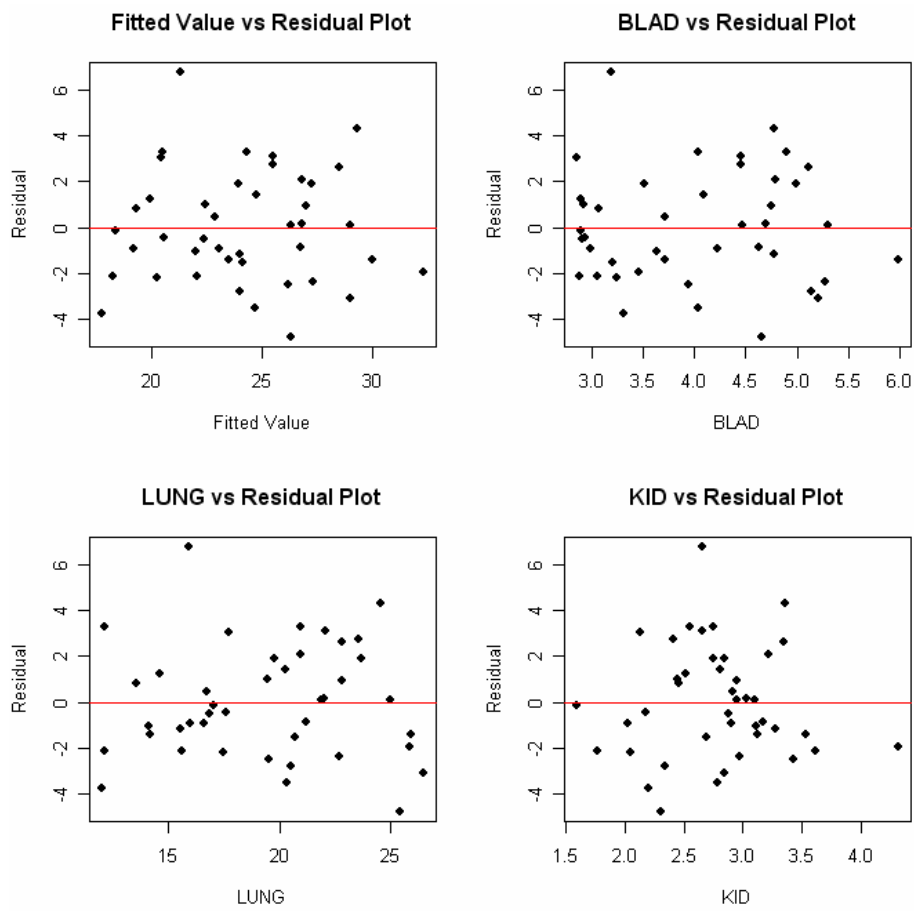 Fitted Value vs Residual Plot
Residual
6
4
2
0
-2
-4
20 25 30
Fitted Value
BLAD vs Residual Plot
Residual
6
4
2
0
-2
-4
3.0 3.5 4.0 4.5 5.0 5.5 6.0
BLAD
LUNG vs Residual Plot
Residual
6
4
2
0
-2
-4
15 20 25
LUNG
KID vs Residual Plot
Residual
6
4
2
0
-2
-4
1.5 2.0 2.5 3.0 3.5 4.0
KID